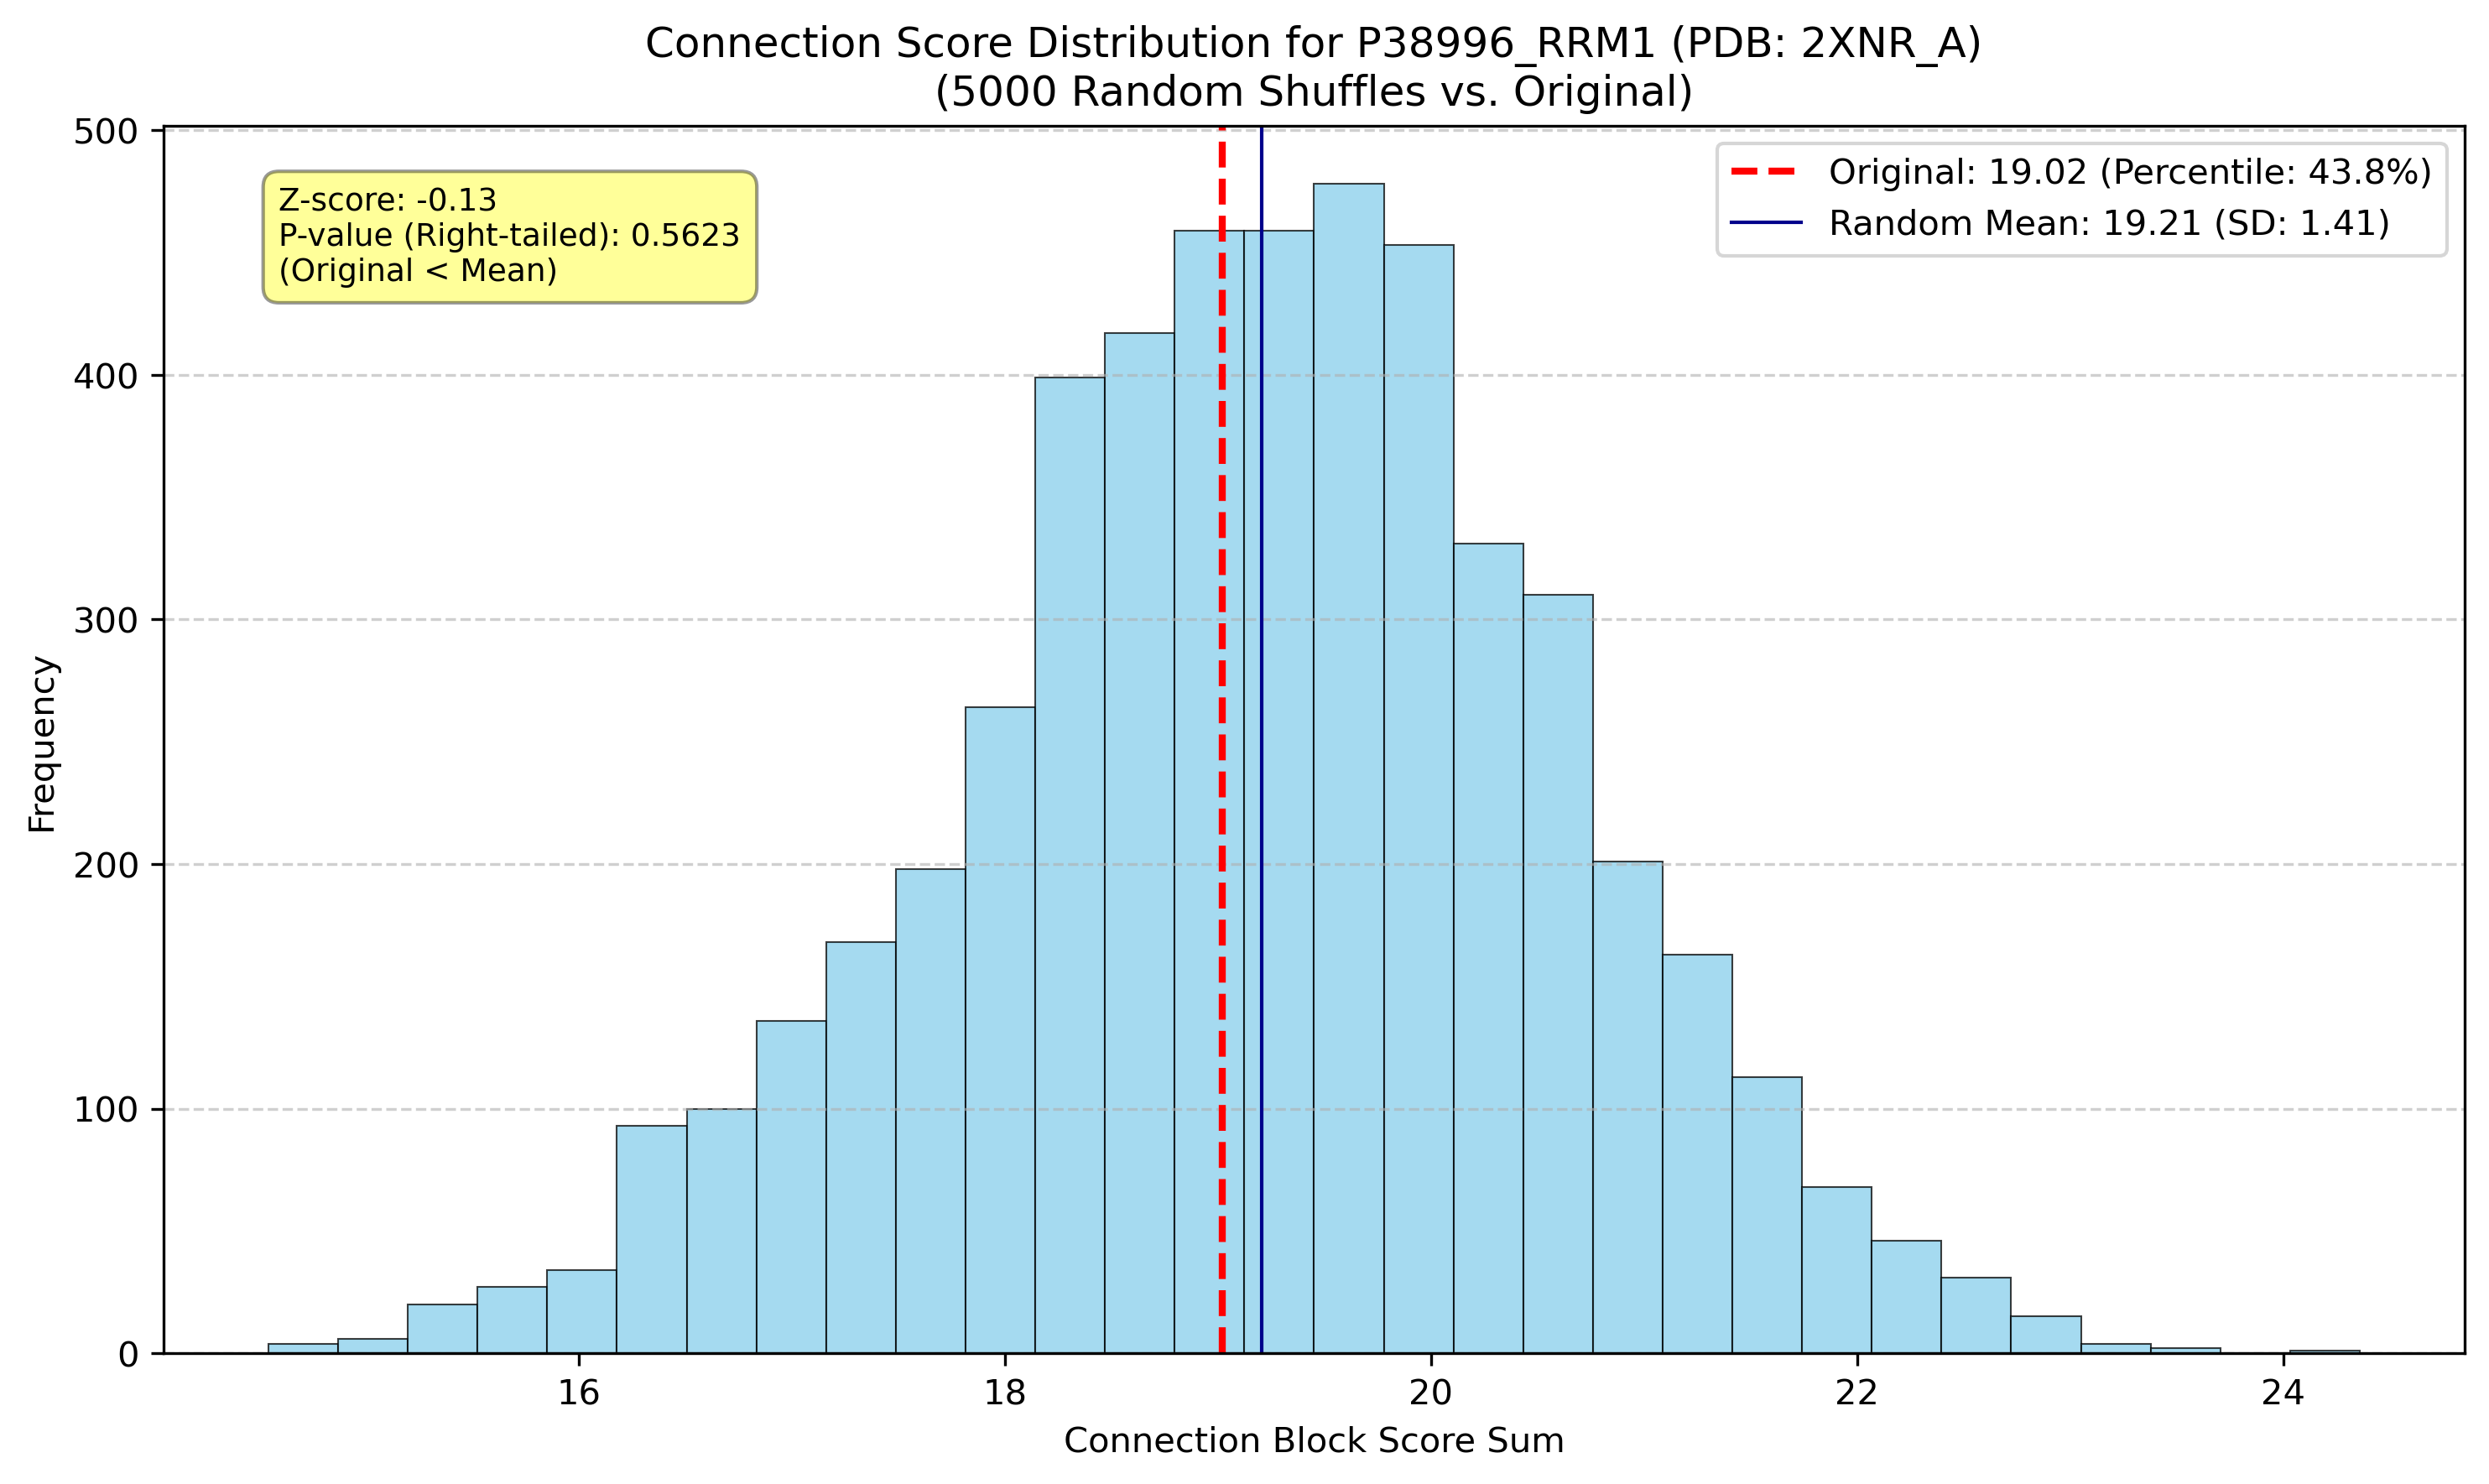 Connection Score Distribution for P38996_RRM1 (PDB: 2XNR_A)
(5000 Random Shuffles vs. Original)
Z-score: -0.13
P-value (Right-tailed): 0.5623
(Original < Mean)
Original: 19.02 (Percentile: 43.8%)
Random Mean: 19.21 (SD: 1.41)
Frequency
500
400
300
200
100
0
16
18
20
22
24
Connection Block Score Sum